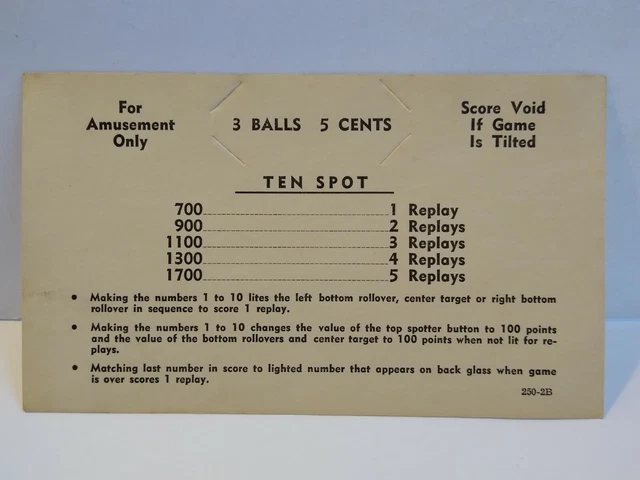 For
Amusement
Only
3 BALLS 5 CENTS
Score Void
If Game
Is Tilted
TEN SPOT
700 1 Replay
900 2 Replays
1100 3 Replays
1300 4 Replays
1700 5 Replays
• Making the numbers 1 to 10 lites the left bottom rollover, center target or right bottom
rollover in sequence to score 1 replay.
• Making the numbers 1 to 10 changes the value of the top spotter button to 100 points
and the value of the bottom rollovers and center target to 100 points when not lit for re-
plays.
• Matching last number in score to lighted number that appears on back glass when game
is over scores 1 replay.
250-2B